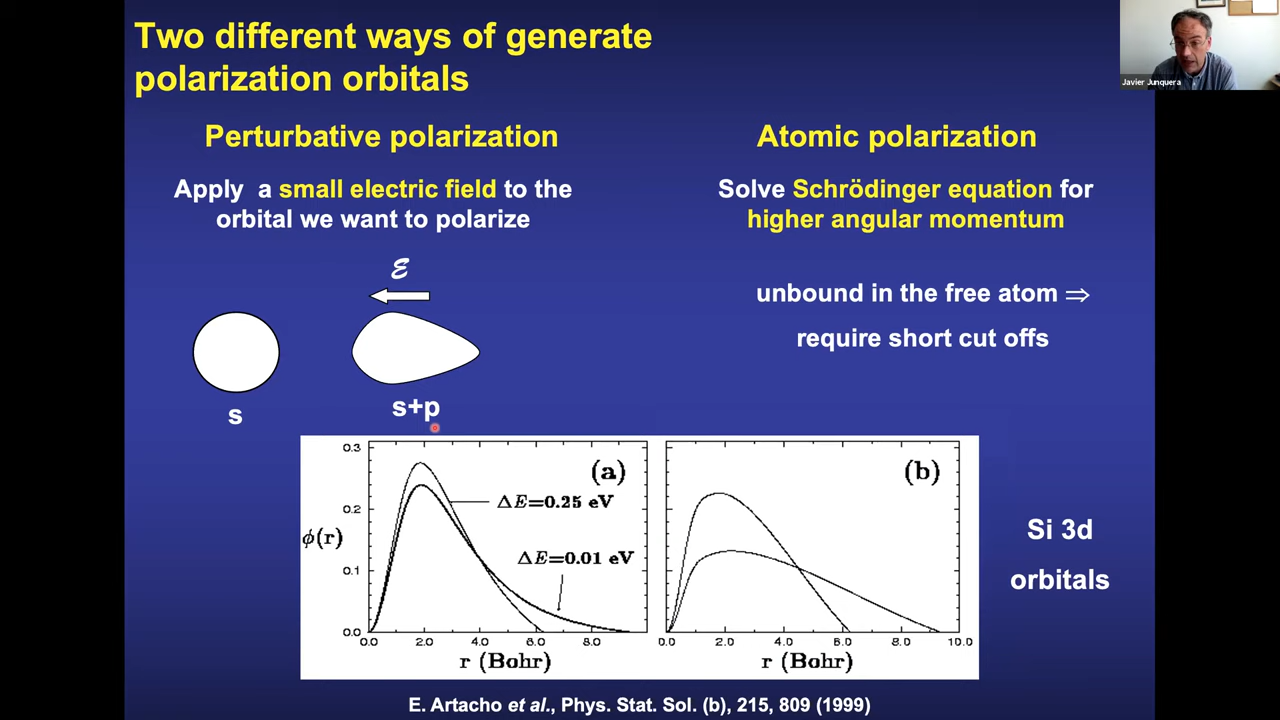 Two different ways of generate
polarization orbitals
Javier Junquera
Perturbative polarization
Apply a small electric field to the
orbital we want to polarize
ℰ
s
s+p
Atomic polarization
Solve Schrödinger equation for
higher angular momentum
unbound in the free atom ⇒
require short cut offs
0.3
0.2
0.1
0.0
ϕ(r)
(a)
ΔE=0.25 eV
ΔE=0.01 eV
0.0 2.0 4.0 6.0 8.0
r (Bohr)
(b)
0.0 2.0 4.0 6.0 8.0 10.0
r (Bohr)
Si 3d
orbitals
E. Artacho et al., Phys. Stat. Sol. (b), 215, 809 (1999)